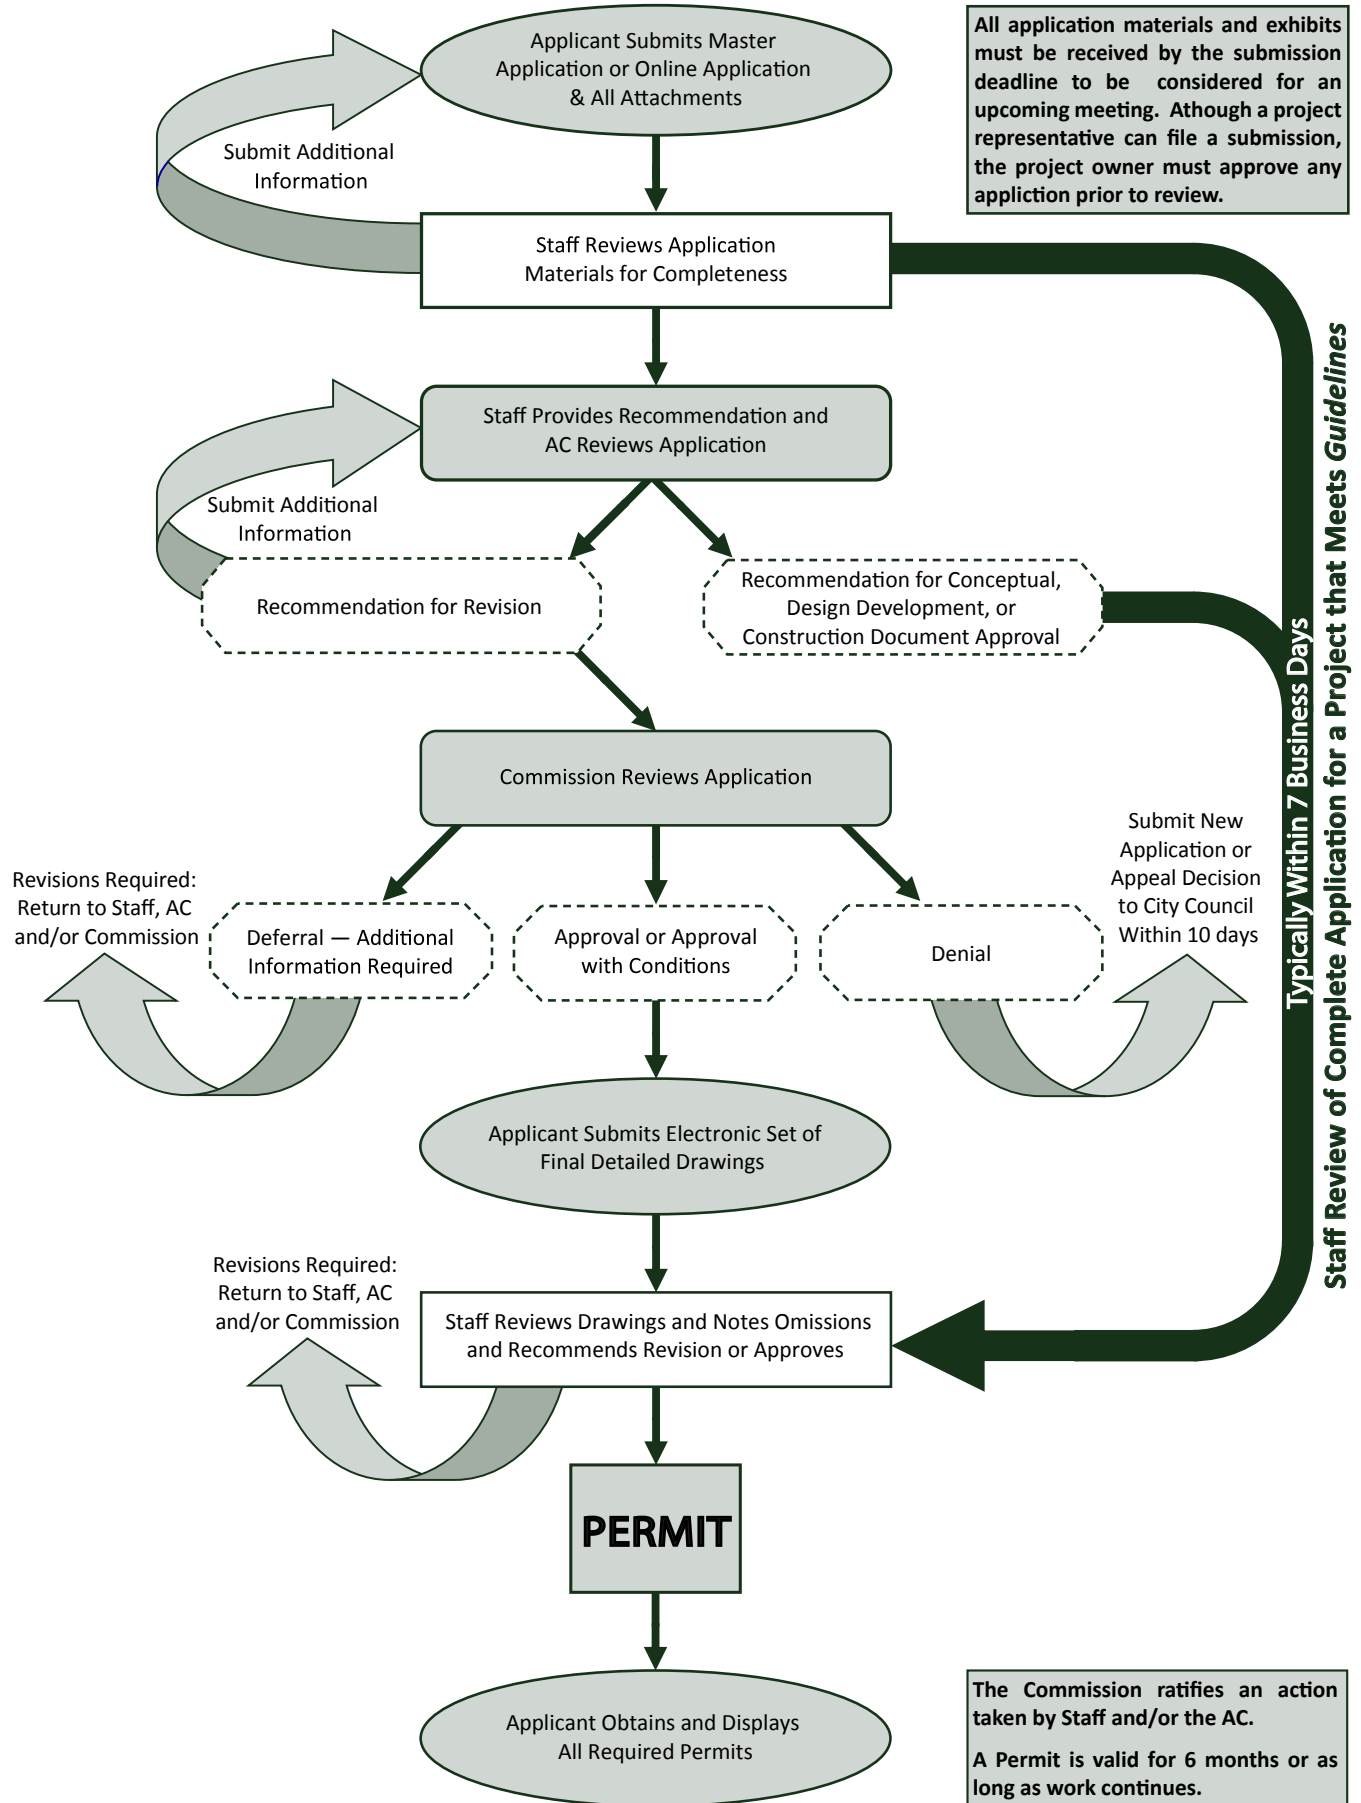 Applicant Submits Master
Application or Online Application
& All Attachments
All application materials and exhibits
must be received by the submission
deadline to be considered for an
upcoming meeting. Athough a project
representative can file a submission,
the project owner must approve any
appliction prior to review.
Submit Additional
Information
Staff Reviews Application
Materials for Completeness
Staff Provides Recommendation and
AC Reviews Application
Submit Additional
Information
Recommendation for Revision
Recommendation for Conceptual,
Design Development, or
Construction Document Approval
Typically Within 7 Business Days
Staff Review of Complete Application for a Project that Meets Guidelines
Commission Reviews Application
Revisions Required:
Return to Staff, AC
and/or Commission
Deferral — Additional
Information Required
Approval or Approval
with Conditions
Denial
Submit New
Application or
Appeal Decision
to City Council
Within 10 days
Applicant Submits Electronic Set of
Final Detailed Drawings
Revisions Required:
Return to Staff, AC
and/or Commission
Staff Reviews Drawings and Notes Omissions
and Recommends Revision or Approves
PERMIT
Applicant Obtains and Displays
All Required Permits
The Commission ratifies an action
taken by Staff and/or the AC.
A Permit is valid for 6 months or as
long as work continues.